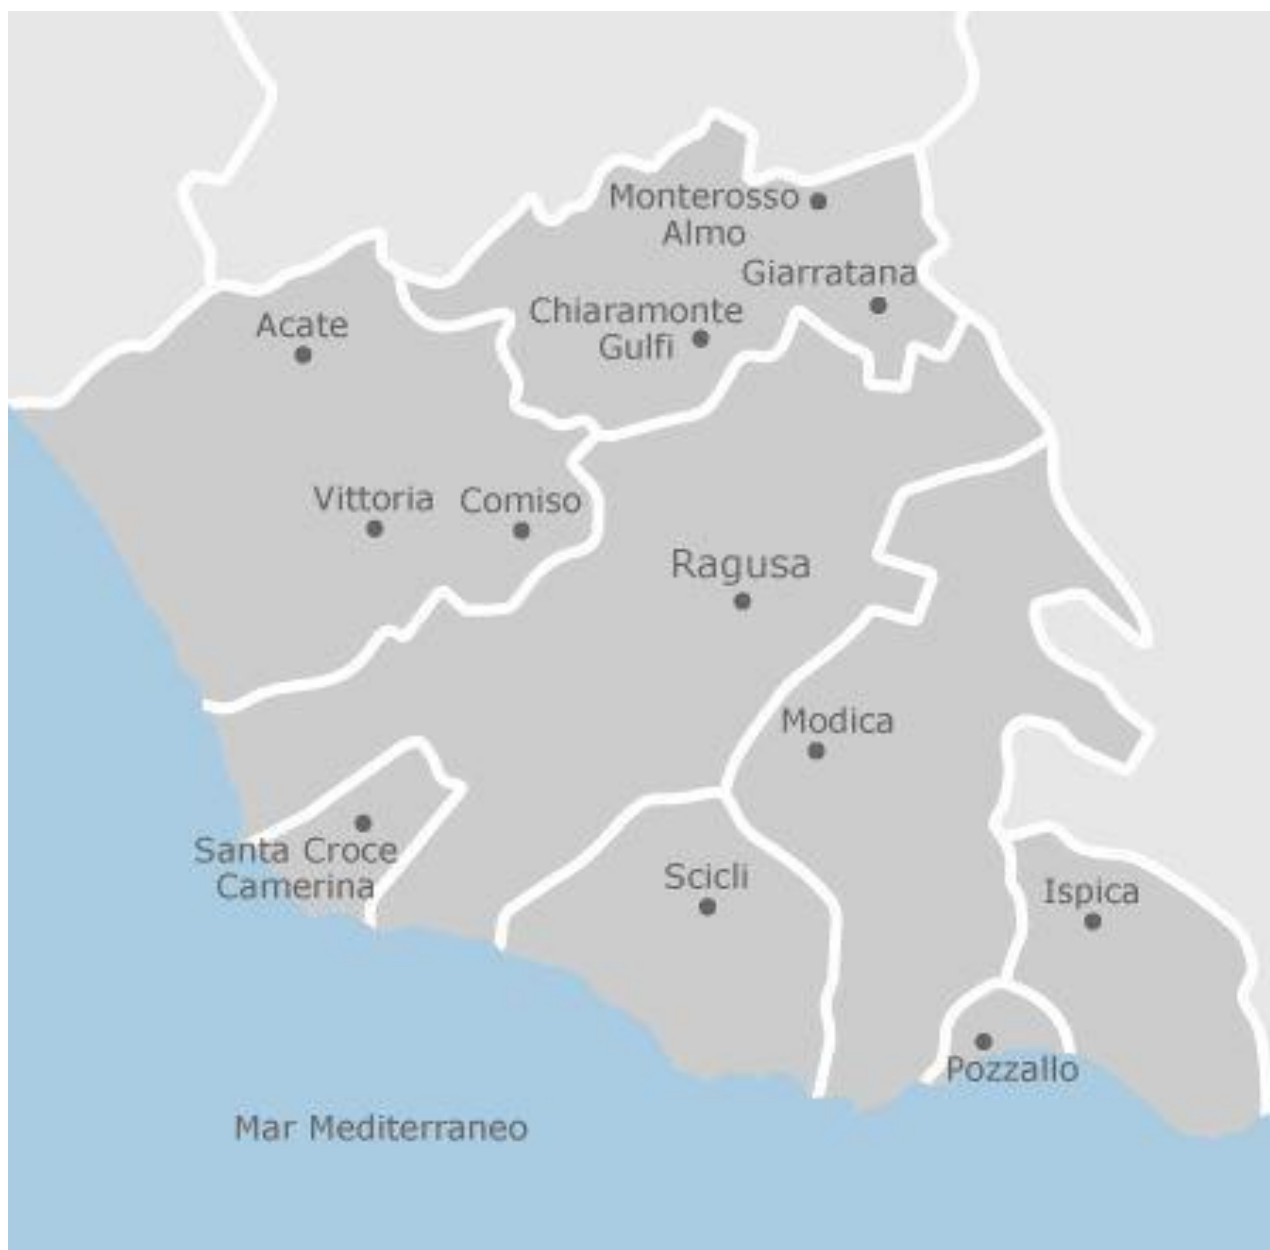 Monterosso
Almo
Giarratana
Chiaramonte
Gulfi
Acate
Vittoria
Comiso
Ragusa
Modica
Santa Croce
Camerina
Scicli
Ispica
Pozzallo
Mar Mediterraneo